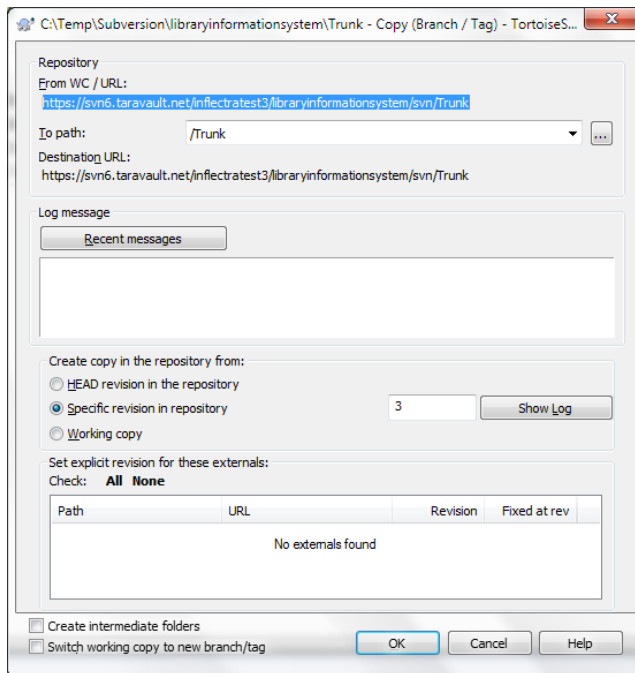 C:\Temp\Subversion\libraryinformationsystem\Trunk - Copy (Branch / Tag) - TortoiseS...
Repository
From WC / URL:
https://svn6.taravault.net/inflectratest3/libraryinformationsystem/svn/Trunk
To path: /Trunk ...
Destination URL:
https://svn6.taravault.net/inflectratest3/libraryinformationsystem/svn/Trunk
Log message
Recent messages
Create copy in the repository from:
HEAD revision in the repository
Specific revision in repository 3 Show Log
Working copy
Set explicit revision for these externals:
Check: All None
Path URL Revision Fixed at rev
No externals found
Create intermediate folders
Switch working copy to new branch/tag OK Cancel Help